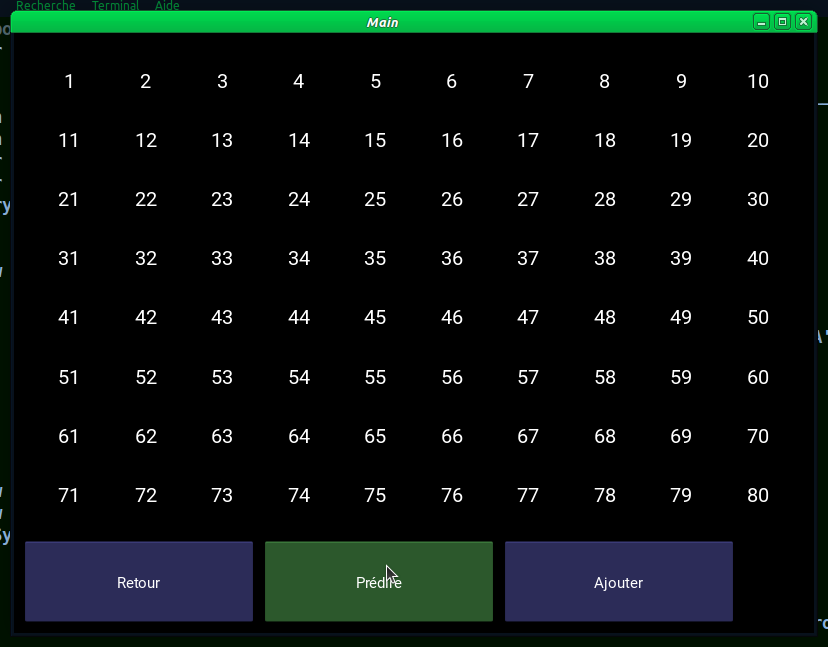 Recherche Terminal Aide
Main
1 2 3 4 5 6 7 8 9 10
11 12 13 14 15 16 17 18 19 20
21 22 23 24 25 26 27 28 29 30
31 32 33 34 35 36 37 38 39 40
41 42 43 44 45 46 47 48 49 50
51 52 53 54 55 56 57 58 59 60
61 62 63 64 65 66 67 68 69 70
71 72 73 74 75 76 77 78 79 80
Retour Prédire Ajouter